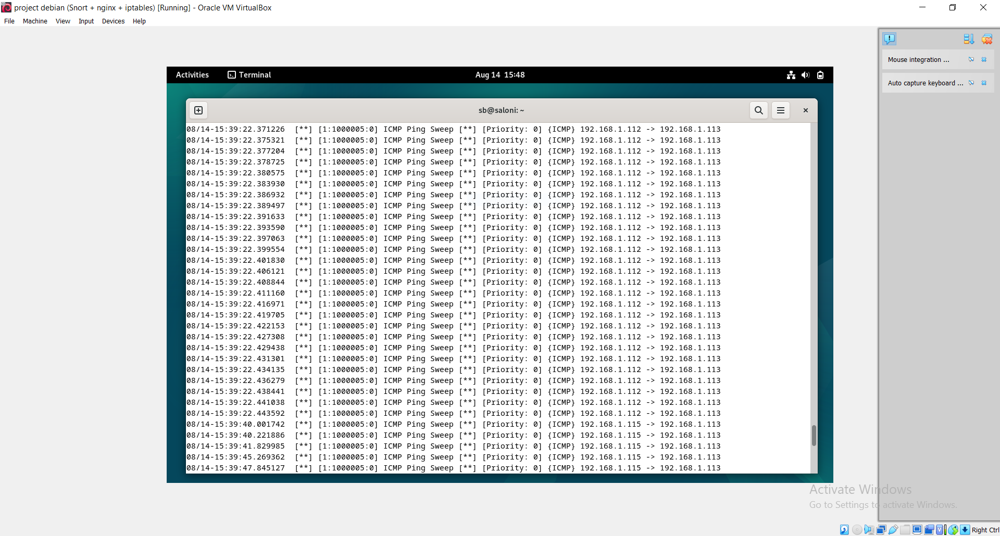 project debian (Snort + nginx + iptables) [Running] - Oracle VM VirtualBox
File Machine View Input Devices Help
Mouse integration ...
Auto capture keyboard ...
Activities Terminal Aug 14 15:48
sb@saloni: ~
08/14-15:39:22.371226 [**] [1:1000005:0] ICMP Ping Sweep [**] [Priority: 0] {ICMP} 192.168.1.112 -> 192.168.1.113
08/14-15:39:22.375321 [**] [1:1000005:0] ICMP Ping Sweep [**] [Priority: 0] {ICMP} 192.168.1.112 -> 192.168.1.113
08/14-15:39:22.377204 [**] [1:1000005:0] ICMP Ping Sweep [**] [Priority: 0] {ICMP} 192.168.1.112 -> 192.168.1.113
08/14-15:39:22.378725 [**] [1:1000005:0] ICMP Ping Sweep [**] [Priority: 0] {ICMP} 192.168.1.112 -> 192.168.1.113
08/14-15:39:22.380575 [**] [1:1000005:0] ICMP Ping Sweep [**] [Priority: 0] {ICMP} 192.168.1.112 -> 192.168.1.113
08/14-15:39:22.383930 [**] [1:1000005:0] ICMP Ping Sweep [**] [Priority: 0] {ICMP} 192.168.1.112 -> 192.168.1.113
08/14-15:39:22.386932 [**] [1:1000005:0] ICMP Ping Sweep [**] [Priority: 0] {ICMP} 192.168.1.112 -> 192.168.1.113
08/14-15:39:22.389497 [**] [1:1000005:0] ICMP Ping Sweep [**] [Priority: 0] {ICMP} 192.168.1.112 -> 192.168.1.113
08/14-15:39:22.391633 [**] [1:1000005:0] ICMP Ping Sweep [**] [Priority: 0] {ICMP} 192.168.1.112 -> 192.168.1.113
08/14-15:39:22.393590 [**] [1:1000005:0] ICMP Ping Sweep [**] [Priority: 0] {ICMP} 192.168.1.112 -> 192.168.1.113
08/14-15:39:22.397063 [**] [1:1000005:0] ICMP Ping Sweep [**] [Priority: 0] {ICMP} 192.168.1.112 -> 192.168.1.113
08/14-15:39:22.399554 [**] [1:1000005:0] ICMP Ping Sweep [**] [Priority: 0] {ICMP} 192.168.1.112 -> 192.168.1.113
08/14-15:39:22.401830 [**] [1:1000005:0] ICMP Ping Sweep [**] [Priority: 0] {ICMP} 192.168.1.112 -> 192.168.1.113
08/14-15:39:22.406121 [**] [1:1000005:0] ICMP Ping Sweep [**] [Priority: 0] {ICMP} 192.168.1.112 -> 192.168.1.113
08/14-15:39:22.408844 [**] [1:1000005:0] ICMP Ping Sweep [**] [Priority: 0] {ICMP} 192.168.1.112 -> 192.168.1.113
08/14-15:39:22.411160 [**] [1:1000005:0] ICMP Ping Sweep [**] [Priority: 0] {ICMP} 192.168.1.112 -> 192.168.1.113
08/14-15:39:22.416971 [**] [1:1000005:0] ICMP Ping Sweep [**] [Priority: 0] {ICMP} 192.168.1.112 -> 192.168.1.113
08/14-15:39:22.419705 [**] [1:1000005:0] ICMP Ping Sweep [**] [Priority: 0] {ICMP} 192.168.1.112 -> 192.168.1.113
08/14-15:39:22.422153 [**] [1:1000005:0] ICMP Ping Sweep [**] [Priority: 0] {ICMP} 192.168.1.112 -> 192.168.1.113
08/14-15:39:22.427308 [**] [1:1000005:0] ICMP Ping Sweep [**] [Priority: 0] {ICMP} 192.168.1.112 -> 192.168.1.113
08/14-15:39:22.429438 [**] [1:1000005:0] ICMP Ping Sweep [**] [Priority: 0] {ICMP} 192.168.1.112 -> 192.168.1.113
08/14-15:39:22.431301 [**] [1:1000005:0] ICMP Ping Sweep [**] [Priority: 0] {ICMP} 192.168.1.112 -> 192.168.1.113
08/14-15:39:22.434135 [**] [1:1000005:0] ICMP Ping Sweep [**] [Priority: 0] {ICMP} 192.168.1.112 -> 192.168.1.113
08/14-15:39:22.436279 [**] [1:1000005:0] ICMP Ping Sweep [**] [Priority: 0] {ICMP} 192.168.1.112 -> 192.168.1.113
08/14-15:39:22.438441 [**] [1:1000005:0] ICMP Ping Sweep [**] [Priority: 0] {ICMP} 192.168.1.112 -> 192.168.1.113
08/14-15:39:22.441038 [**] [1:1000005:0] ICMP Ping Sweep [**] [Priority: 0] {ICMP} 192.168.1.112 -> 192.168.1.113
08/14-15:39:22.443592 [**] [1:1000005:0] ICMP Ping Sweep [**] [Priority: 0] {ICMP} 192.168.1.112 -> 192.168.1.113
08/14-15:39:40.001742 [**] [1:1000005:0] ICMP Ping Sweep [**] [Priority: 0] {ICMP} 192.168.1.115 -> 192.168.1.113
08/14-15:39:40.221886 [**] [1:1000005:0] ICMP Ping Sweep [**] [Priority: 0] {ICMP} 192.168.1.115 -> 192.168.1.113
08/14-15:39:41.829985 [**] [1:1000005:0] ICMP Ping Sweep [**] [Priority: 0] {ICMP} 192.168.1.115 -> 192.168.1.113
08/14-15:39:45.269362 [**] [1:1000005:0] ICMP Ping Sweep [**] [Priority: 0] {ICMP} 192.168.1.115 -> 192.168.1.113
08/14-15:39:47.845127 [**] [1:1000005:0] ICMP Ping Sweep [**] [Priority: 0] {ICMP} 192.168.1.115 -> 192.168.1.113
Activate Windows
Go to Settings to activate Windows.
Right Ctrl